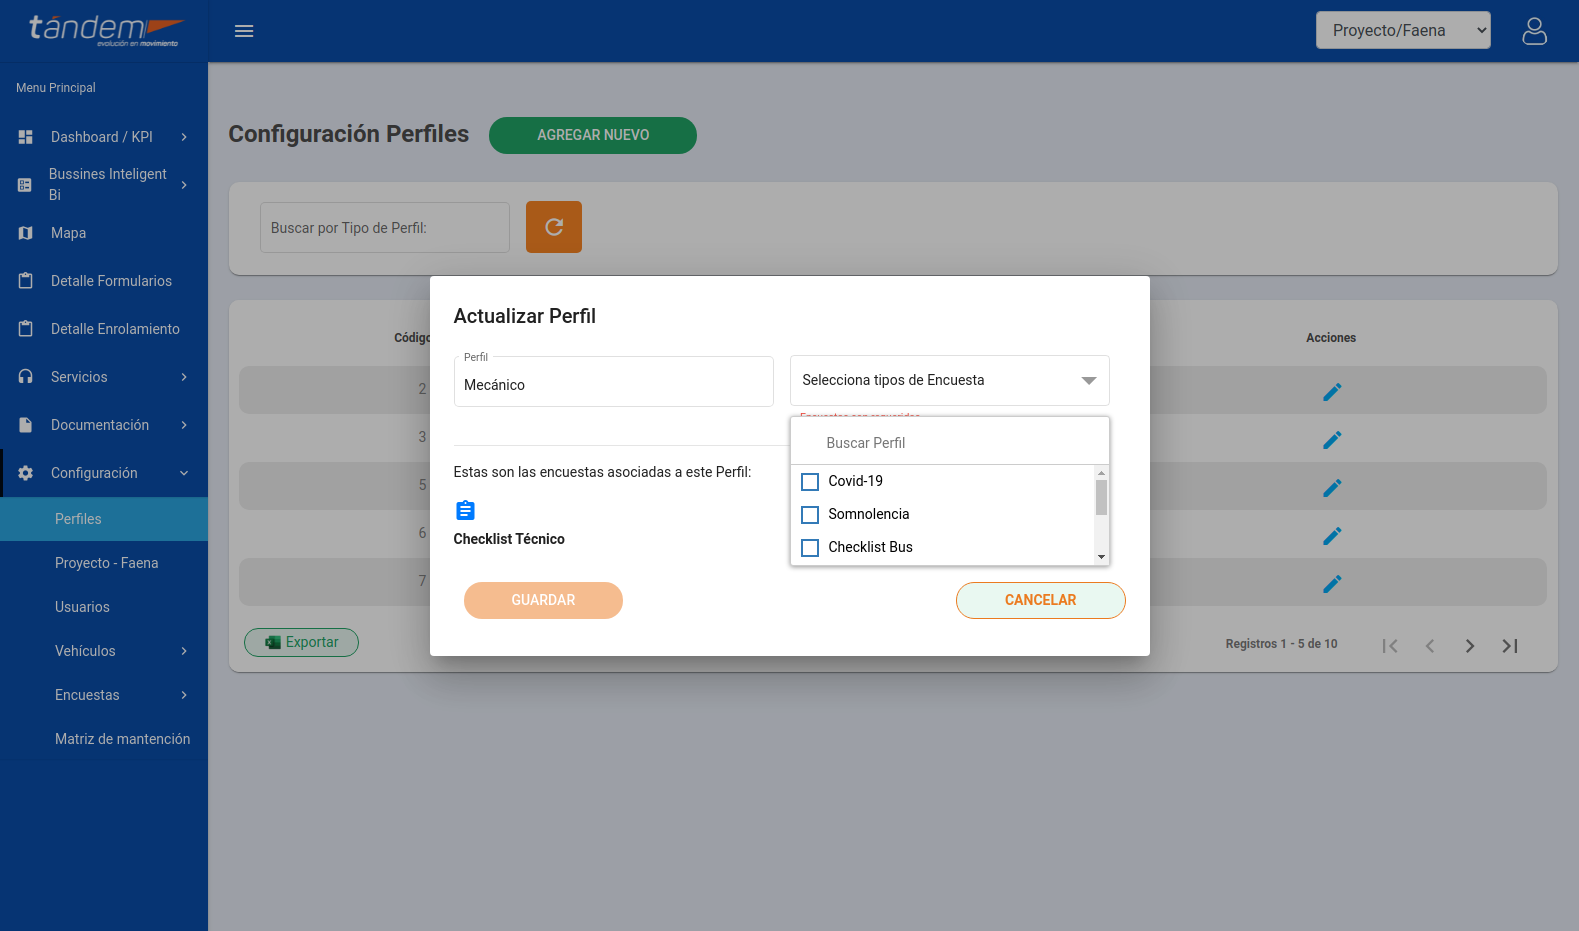 tándem
evolución en movimiento
Proyecto/Faena
Menu Principal
Dashboard / KPI
Bussines Inteligent
Bi
Mapa
Detalle Formularios
Detalle Enrolamiento
Servicios
Documentación
Configuración
Perfiles
Proyecto - Faena
Usuarios
Vehículos
Encuestas
Matriz de mantención
Configuración Perfiles
AGREGAR NUEVO
Buscar por Tipo de Perfil:
Código
Acciones
2
3
5
6
7
Exportar
Registros 1 - 5 de 10
Actualizar Perfil
Perfil
Mecánico
Selecciona tipos de Encuesta
Buscar Perfil
Covid-19
Somnolencia
Checklist Bus
Estas son las encuestas asociadas a este Perfil:
Checklist Técnico
GUARDAR
CANCELAR